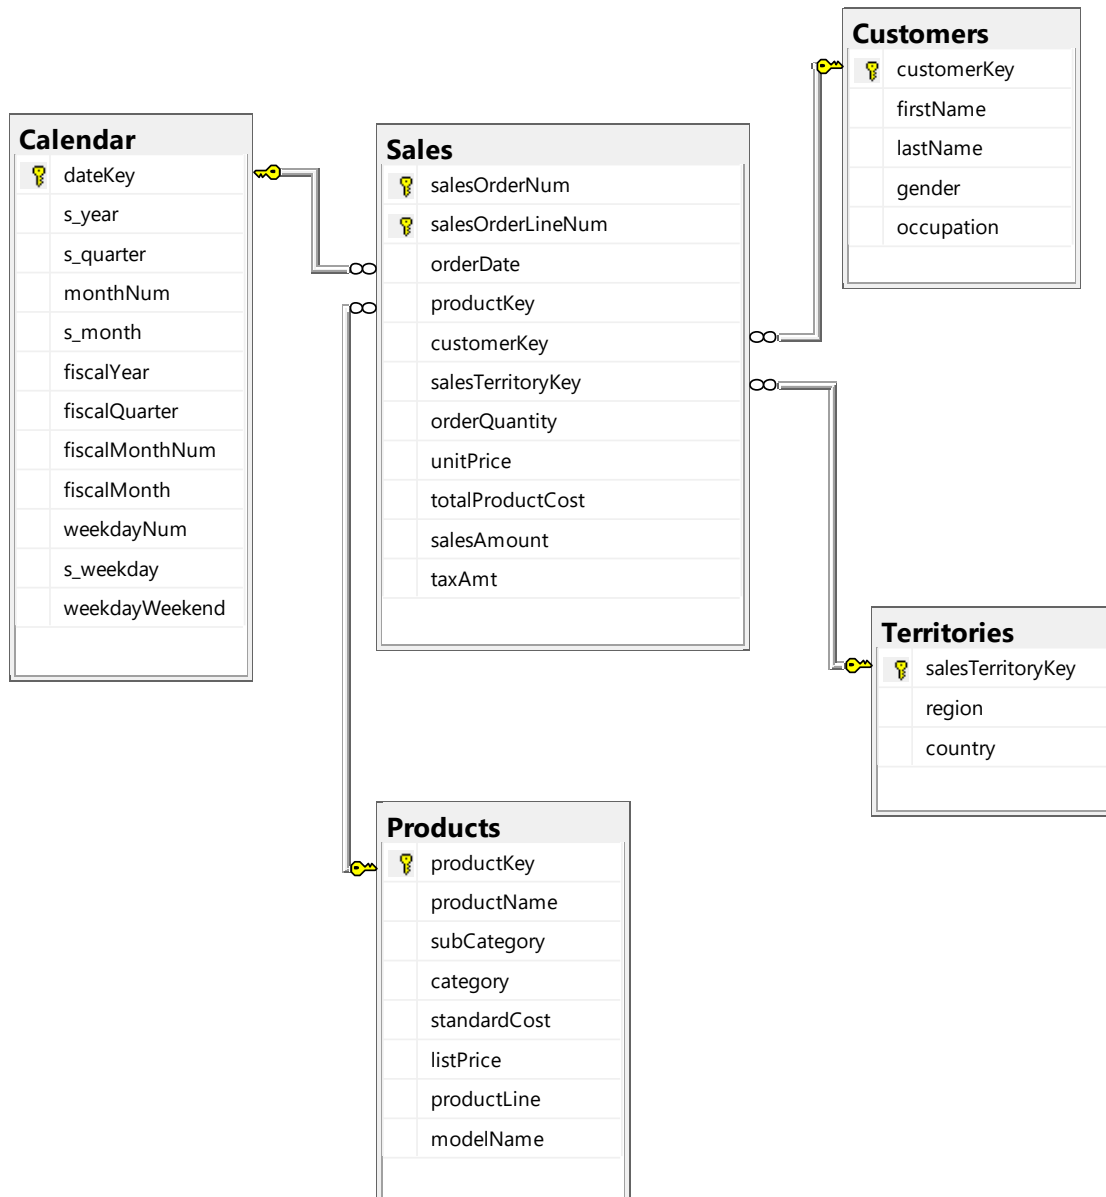 Calendar
dateKey
s_year
s_quarter
monthNum
s_month
fiscalYear
fiscalQuarter
fiscalMonthNum
fiscalMonth
weekdayNum
s_weekday
weekdayWeekend
Sales
salesOrderNum
salesOrderLineNum
orderDate
productKey
customerKey
salesTerritoryKey
orderQuantity
unitPrice
totalProductCost
salesAmount
taxAmt
Customers
customerKey
firstName
lastName
gender
occupation
Territories
salesTerritoryKey
region
country
Products
productKey
productName
subCategory
category
standardCost
listPrice
productLine
modelName